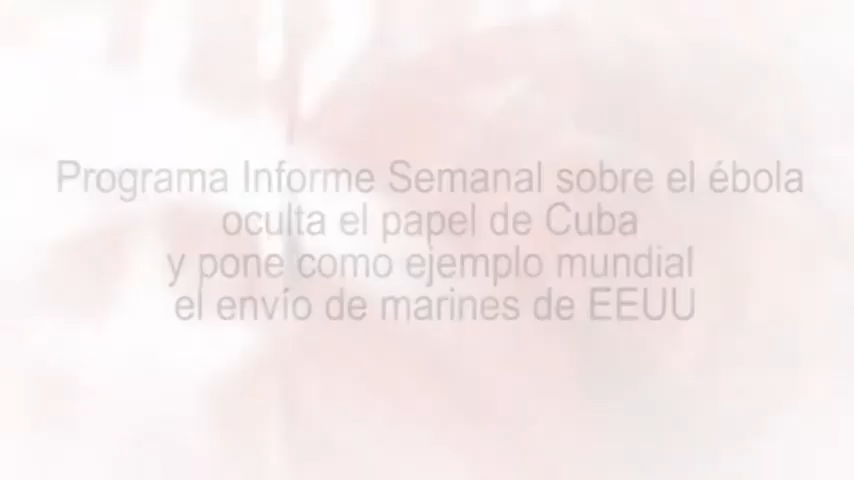 Programa Informe Semanal sobre el ébola
oculta el papel de Cuba
y pone como ejemplo mundial
el envío de marines de EEUU